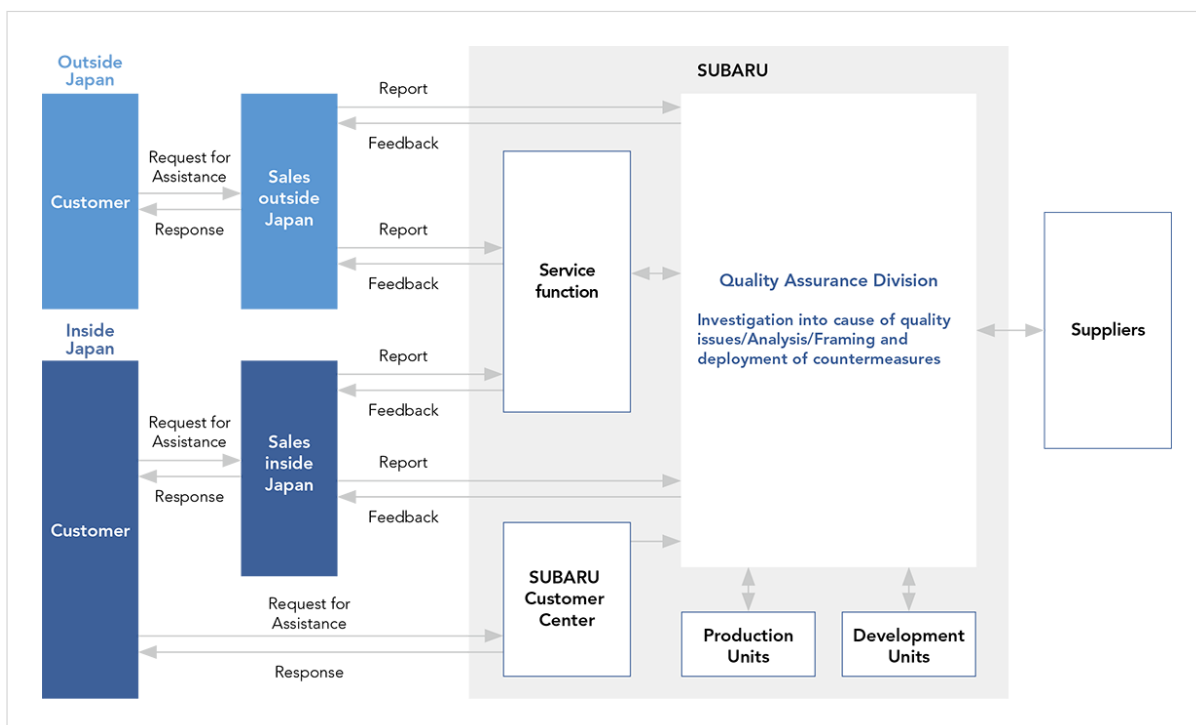 Outside
Japan
SUBARU
Report
Feedback
Request for
Assistance
Customer
Response
Sales
outside
Japan
Report
Feedback
Service
function
Quality Assurance Division
Investigation into cause of quality
issues/Analysis/Framing and
deployment of countermeasures
Suppliers
Inside
Japan
Report
Feedback
Request for
Assistance
Response
Sales
inside
Japan
Report
Feedback
Customer
SUBARU
Customer
Center
Request for
Assistance
Response
Production
Units
Development
Units